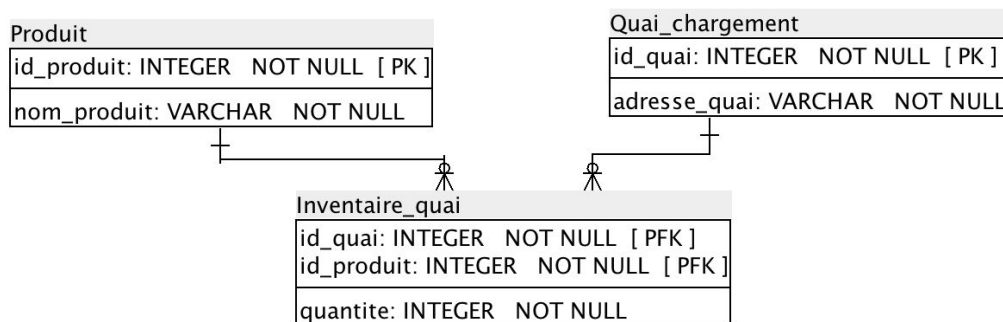 Produit
id_produit: INTEGER NOT NULL [ PK ]
nom_produit: VARCHAR NOT NULL
Quai_chargement
id_quai: INTEGER NOT NULL [ PK ]
adresse_quai: VARCHAR NOT NULL
Inventaire_quai
id_quai: INTEGER NOT NULL [ PFK ]
id_produit: INTEGER NOT NULL [ PFK ]
quantite: INTEGER NOT NULL